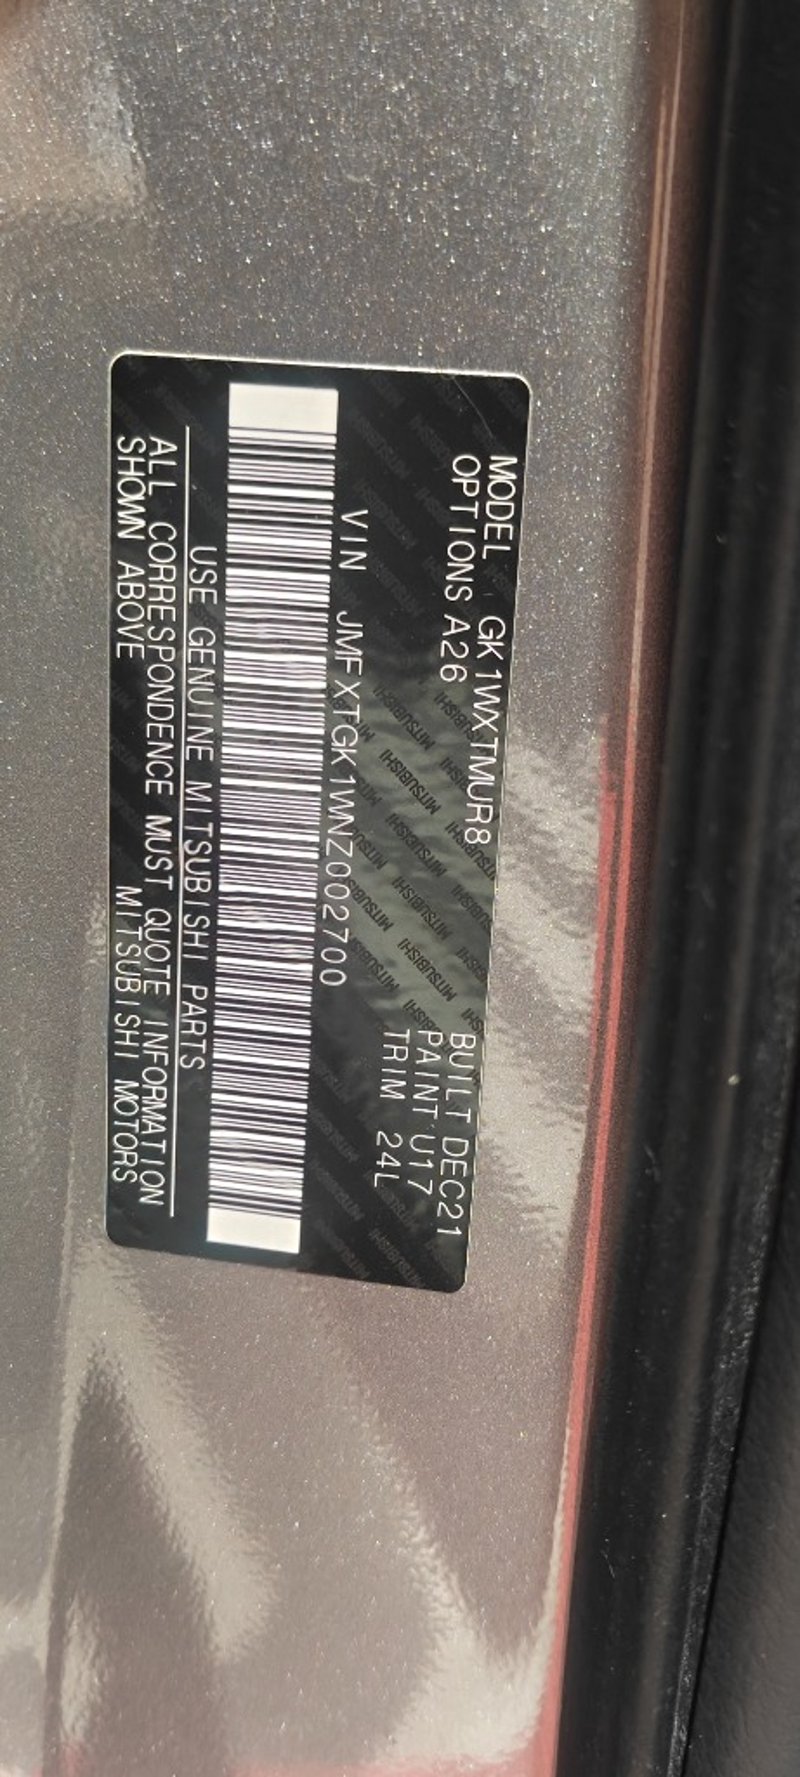 MODEL GK1WXTMUR8
OPTIONS A26
BUILT DEC21
PAINT U17
TRIM 24L
VIN JMFXTGK1WNZ002700
USE GENUINE MITSUBISHI PARTS
ALL CORRESPONDENCE MUST QUOTE INFORMATION
SHOWN ABOVE
MITSUBISHI MOTORS